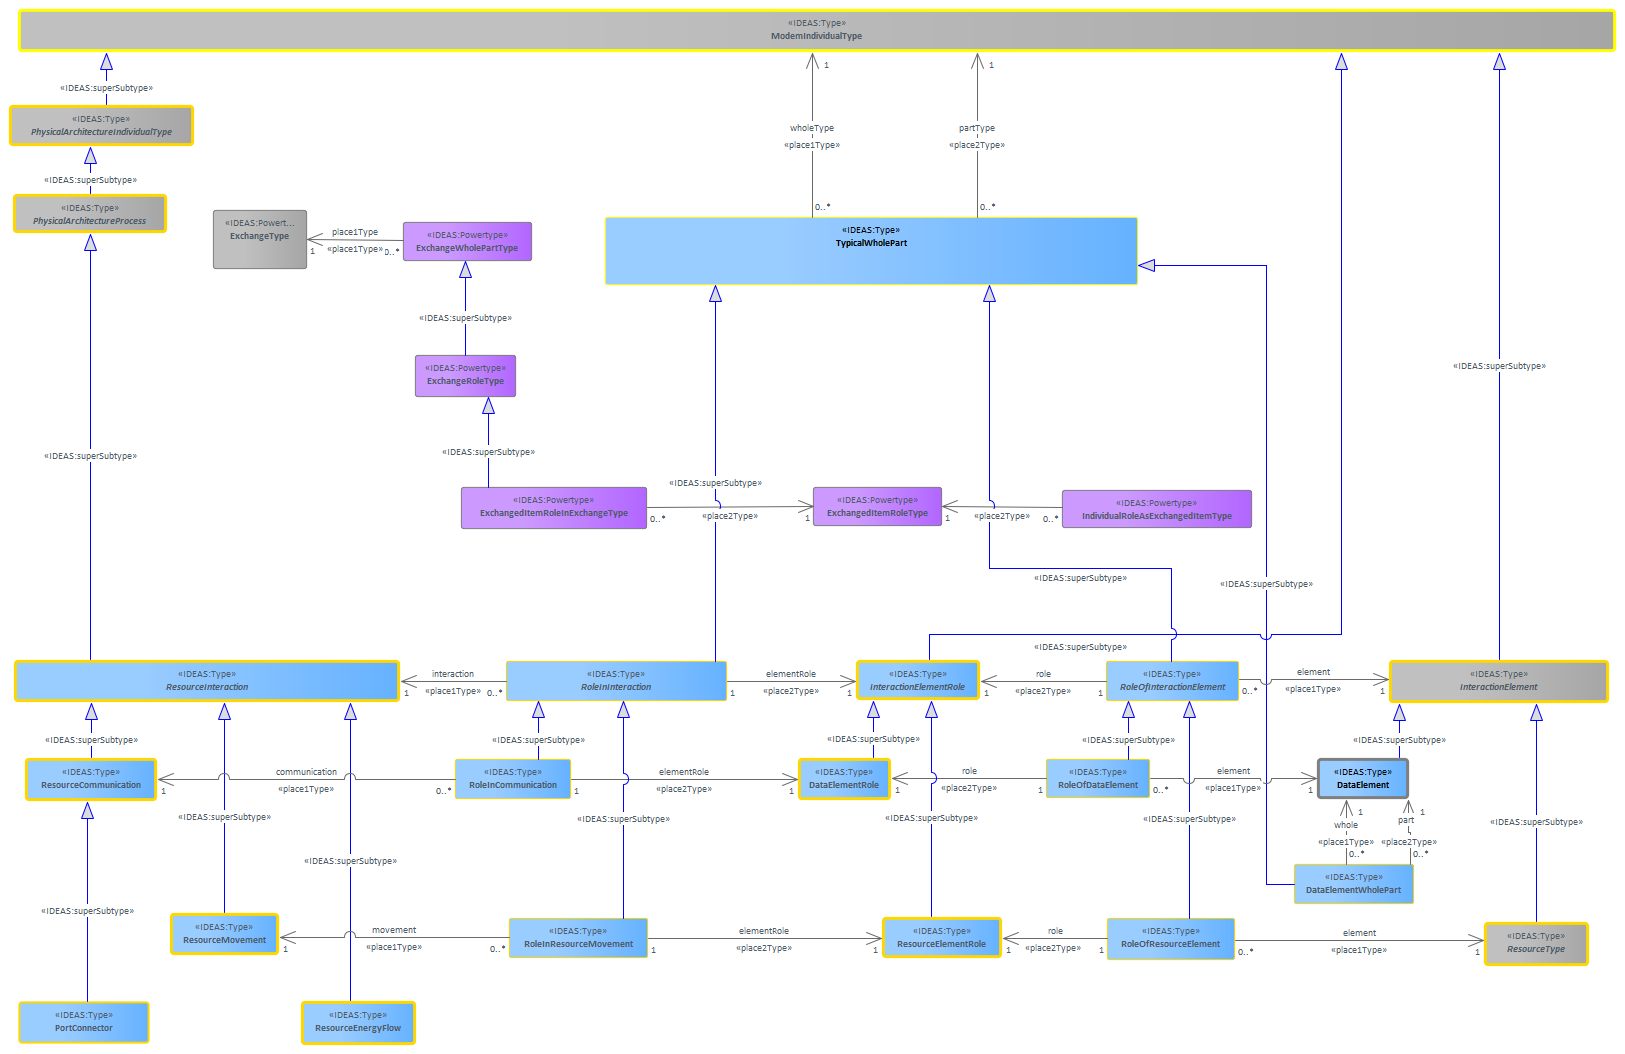 «IDEAS:Type»
ModemIndividualType
1
1
«IDEAS:superSubtype»
«IDEAS:Type»
PhysicalArchitectureIndividualType
wholeType
«place1Type»
partType
«place2Type»
«IDEAS:superSubtype»
«IDEAS:Type»
PhysicalArchitectureProcess
0..*
0..*
«IDEAS:Powert...
ExchangeType
place1Type
«place1Type»
1
0..*
«IDEAS:Powertype»
ExchangeWholePartType
«IDEAS:Type»
TypicalWholePart
«IDEAS:superSubtype»
«IDEAS:superSubtype»
«IDEAS:Powertype»
ExchangeRoleType
«IDEAS:superSubtype»
«IDEAS:superSubtype»
«IDEAS:superSubtype»
«IDEAS:Powertype»
ExchangedItemRoleInExchangeType
0..*
«place2Type»
1
«IDEAS:Powertype»
ExchangedItemRoleType
1
«place2Type»
0..*
«IDEAS:Powertype»
IndividualRoleAsExchangedItemType
«IDEAS:superSubtype»
«IDEAS:superSubtype»
«IDEAS:superSubtype»
«IDEAS:Type»
ResourceInteraction
1
interaction
«place1Type»
0..*
«IDEAS:Type»
RoleInInteraction
1
elementRole
«place2Type»
1
«IDEAS:Type»
InteractionElementRole
1
role
«place2Type»
1
«IDEAS:Type»
RoleOfInteractionElement
0..*
element
«place1Type»
1
«IDEAS:Type»
InteractionElement
«IDEAS:superSubtype»
«IDEAS:superSubtype»
«IDEAS:superSubtype»
«IDEAS:superSubtype»
«IDEAS:superSubtype»
«IDEAS:Type»
ResourceCommunication
1
communication
«place1Type»
0..*
«IDEAS:Type»
RoleInCommunication
1
elementRole
«place2Type»
1
«IDEAS:Type»
DataElementRole
1
role
«place2Type»
1
«IDEAS:Type»
RoleOfDataElement
0..*
element
«place1Type»
1
«IDEAS:Type»
DataElement
«IDEAS:superSubtype»
«IDEAS:superSubtype»
«IDEAS:superSubtype»
«IDEAS:superSubtype»
1
whole
«place1Type»
0..*
1
part
«place2Type»
0..*
«IDEAS:superSubtype»
«IDEAS:superSubtype»
«IDEAS:Type»
DataElementWholePart
«IDEAS:superSubtype»
«IDEAS:Type»
ResourceMovement
1
movement
«place1Type»
0..*
«IDEAS:Type»
RoleInResourceMovement
1
elementRole
«place2Type»
1
«IDEAS:Type»
ResourceElementRole
1
role
«place2Type»
1
«IDEAS:Type»
RoleOfResourceElement
0..*
element
«place1Type»
1
«IDEAS:Type»
ResourceType
«IDEAS:Type»
PortConnector
«IDEAS:Type»
ResourceEnergyFlow